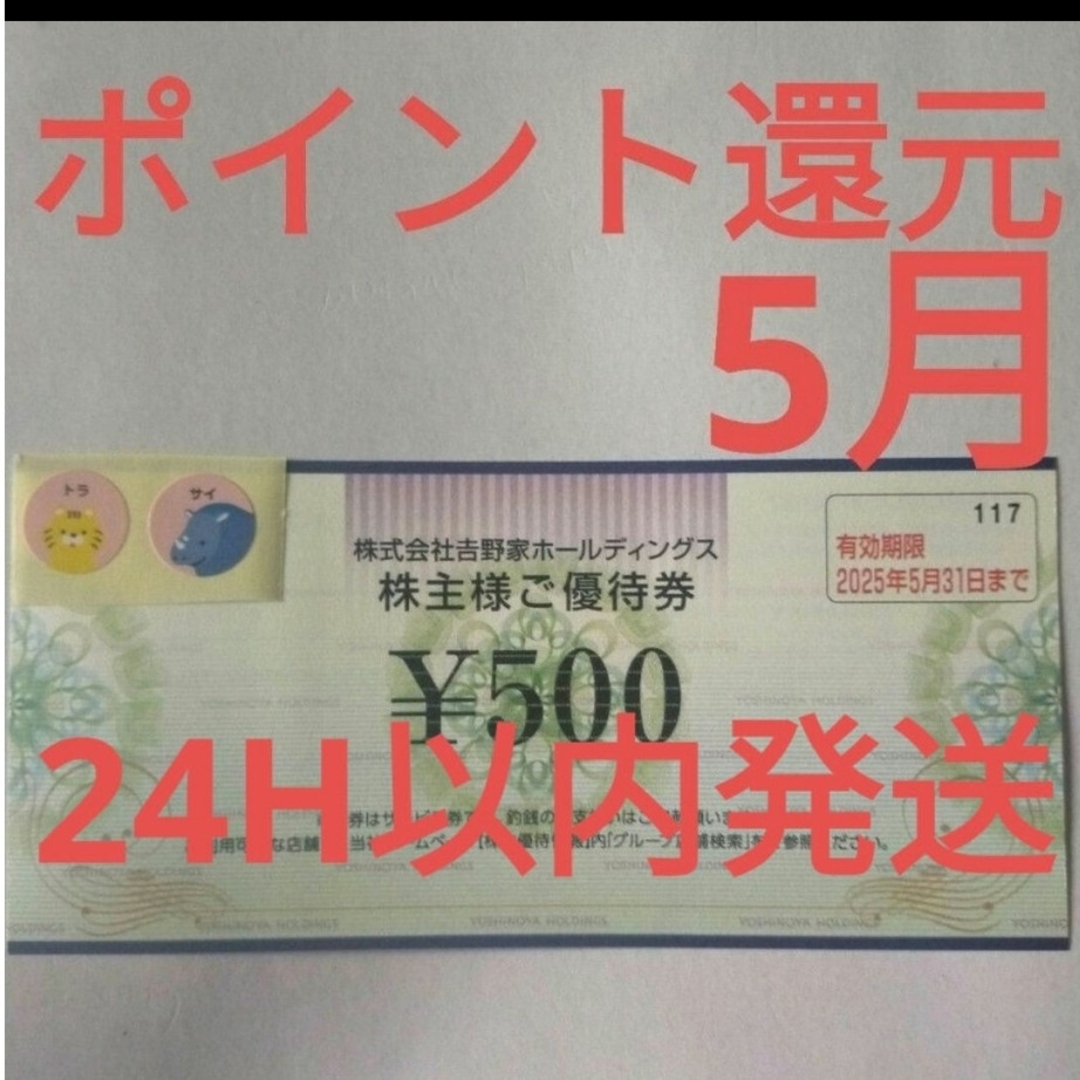 ポイント還元
5月
トラ
サイ
117
有効期限
2025年5月31日まで
株式会社吉野家ホールディングス
株主様ご優待券
¥500
24H以内発送
YOSHINOYA HOLDINGS